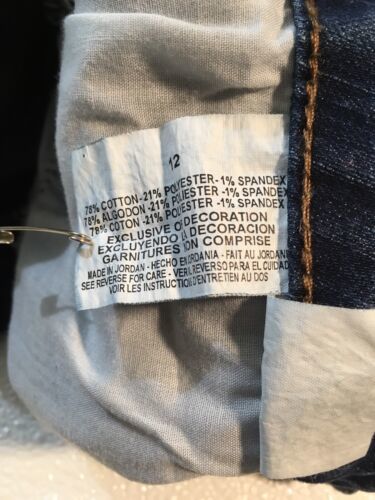 12
78% COTTON-21% POLYESTER-1% SPANDEX
78% ALGODON-21% POLIESTER-1% SPANDEX
78% COTON-21% POLYESTER-1% SPANDEX
EXCLUSIVE OF DECORATION
EXCLUYENDO LA DECORACION
GARNITURES NON COMPRISE
MADE IN JORDAN- HECHO EN JORDANIA - FAIT AU JORDANIE
SEE REVERSE FOR CARE- VER REVERSO PARA EL CUIDADO
VOIR LES INSTRUCTION D'ENTRETIEN AU DOS